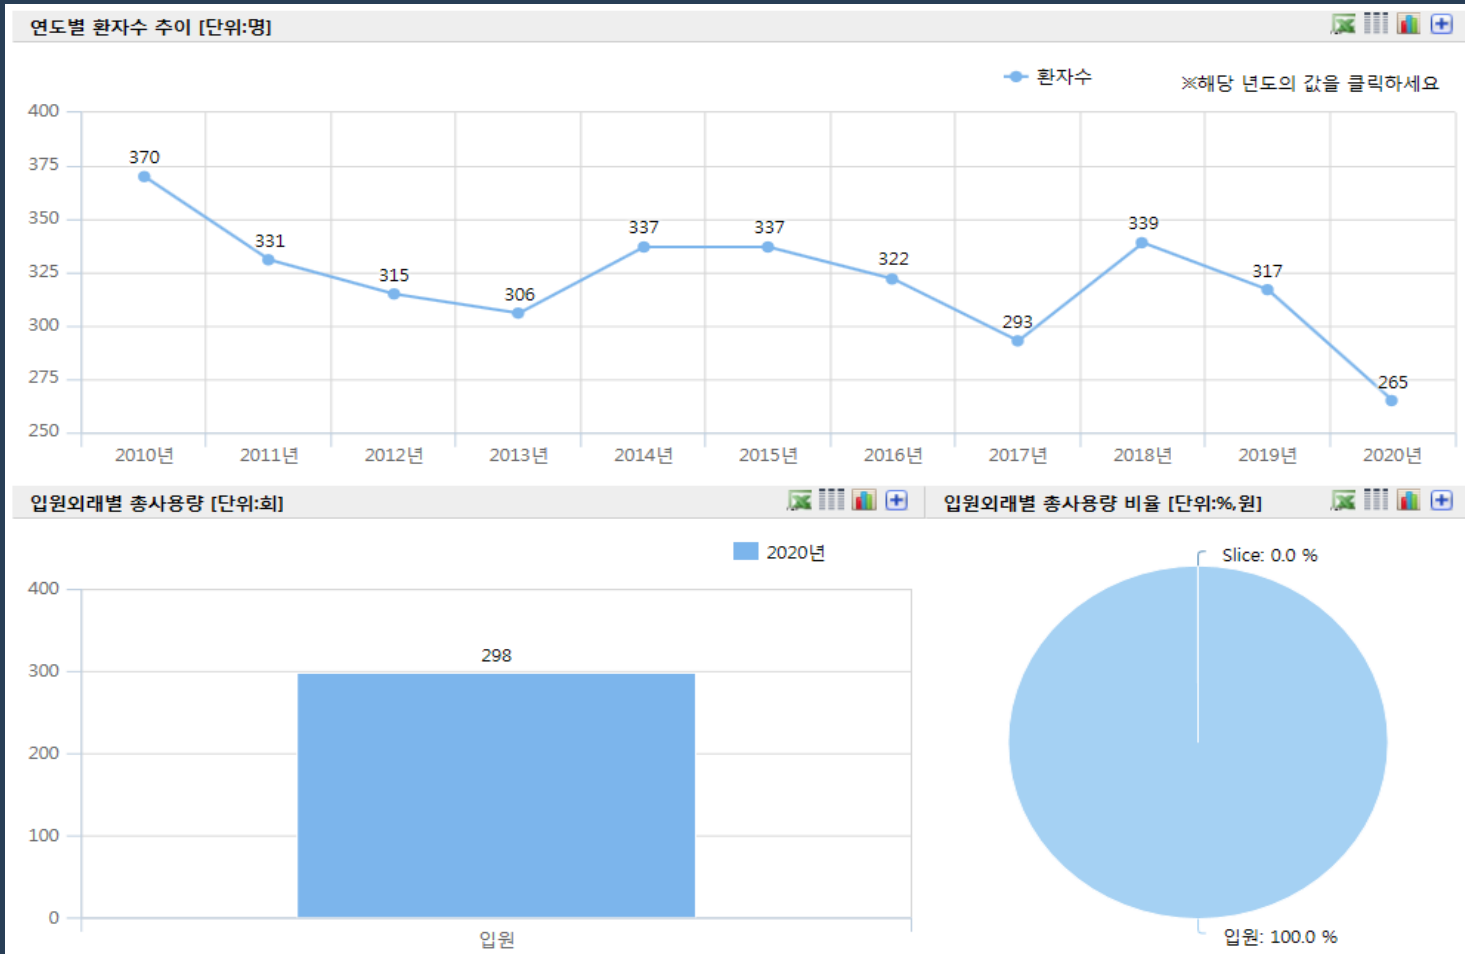 연도별 환자수 추이 [단위:명]
환자수
※해당 년도의 값을 클릭하세요
400
375
350
325
300
275
250
370
331
315
306
337
337
322
293
339
317
265
2010년
2011년
2012년
2013년
2014년
2015년
2016년
2017년
2018년
2019년
2020년
입원외래별 총사용량 [단위:회]
2020년
400
300
200
100
0
298
입원
입원외래별 총사용량 비율 [단위:%,원]
Slice: 0.0 %
입원: 100.0 %